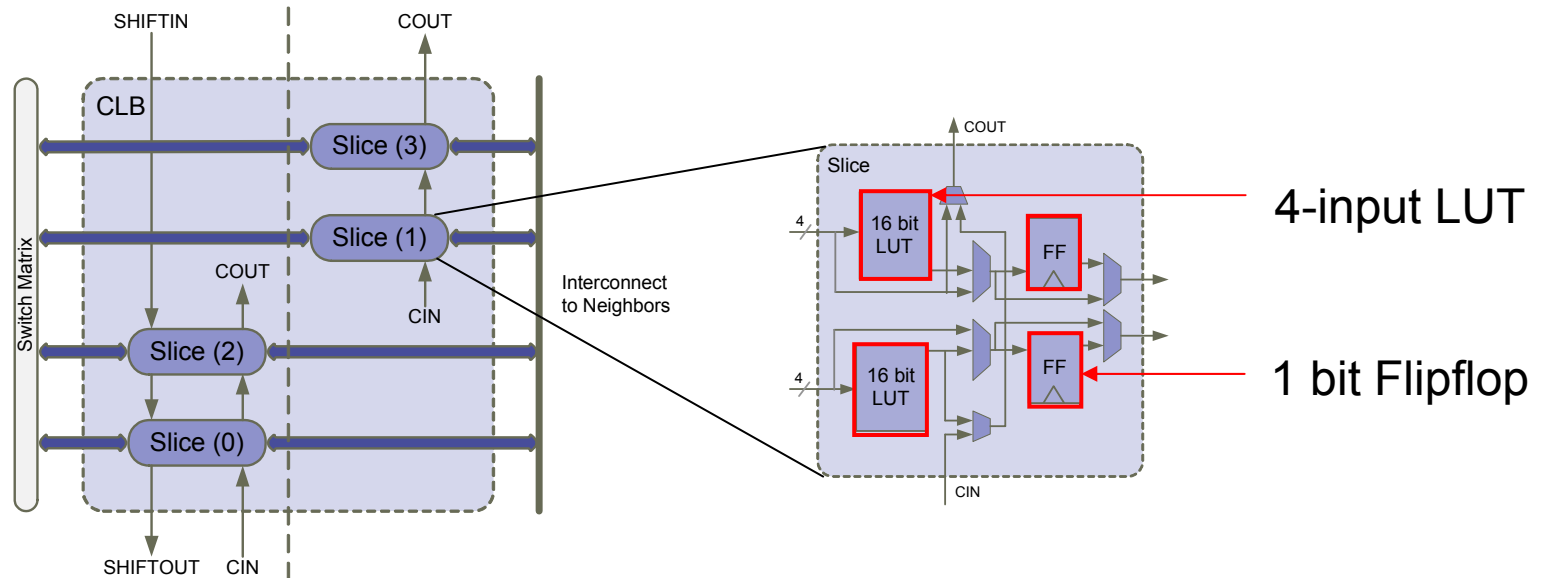 SHIFTIN
COUT
CLB
Slice (3)
Slice (1)
Switch Matrix
COUT
CIN
Slice (2)
Slice (0)
SHIFTOUT
CIN
Interconnect
to Neighbors
COUT
Slice
4
16 bit
LUT
FF
4
16 bit
LUT
FF
CIN
4-input LUT
1 bit Flipflop